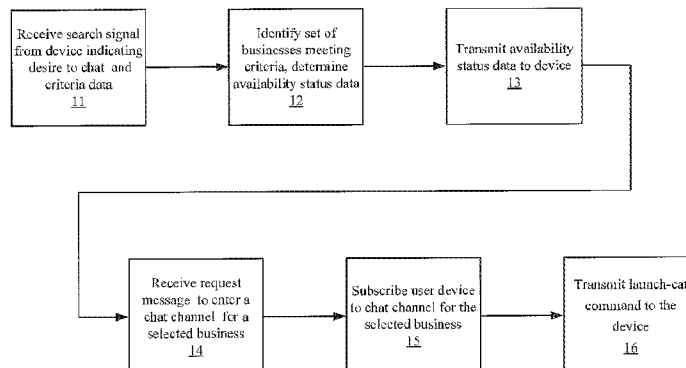 Receive search signal
from device indicating
desire to chat and
criteria data
11
Identify set of
businesses meeting
criteria, determine
availability status data
12
Transmit availability
status data to device
13
Receive request
message to enter a
chat channel for a
selected business
14
Subscribe user device
to chat channel for the
selected business
15
Transmit launch-cat
command to the
device
16